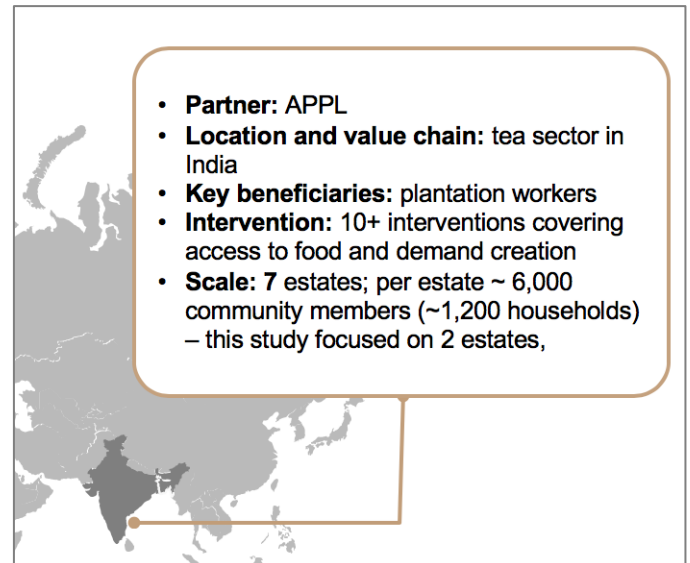 • Partner: APPL
• Location and value chain: tea sector in
India
• Key beneficiaries: plantation workers
• Intervention: 10+ interventions covering
access to food and demand creation
• Scale: 7 estates; per estate ~ 6,000
community members (~1,200 households)
– this study focused on 2 estates,